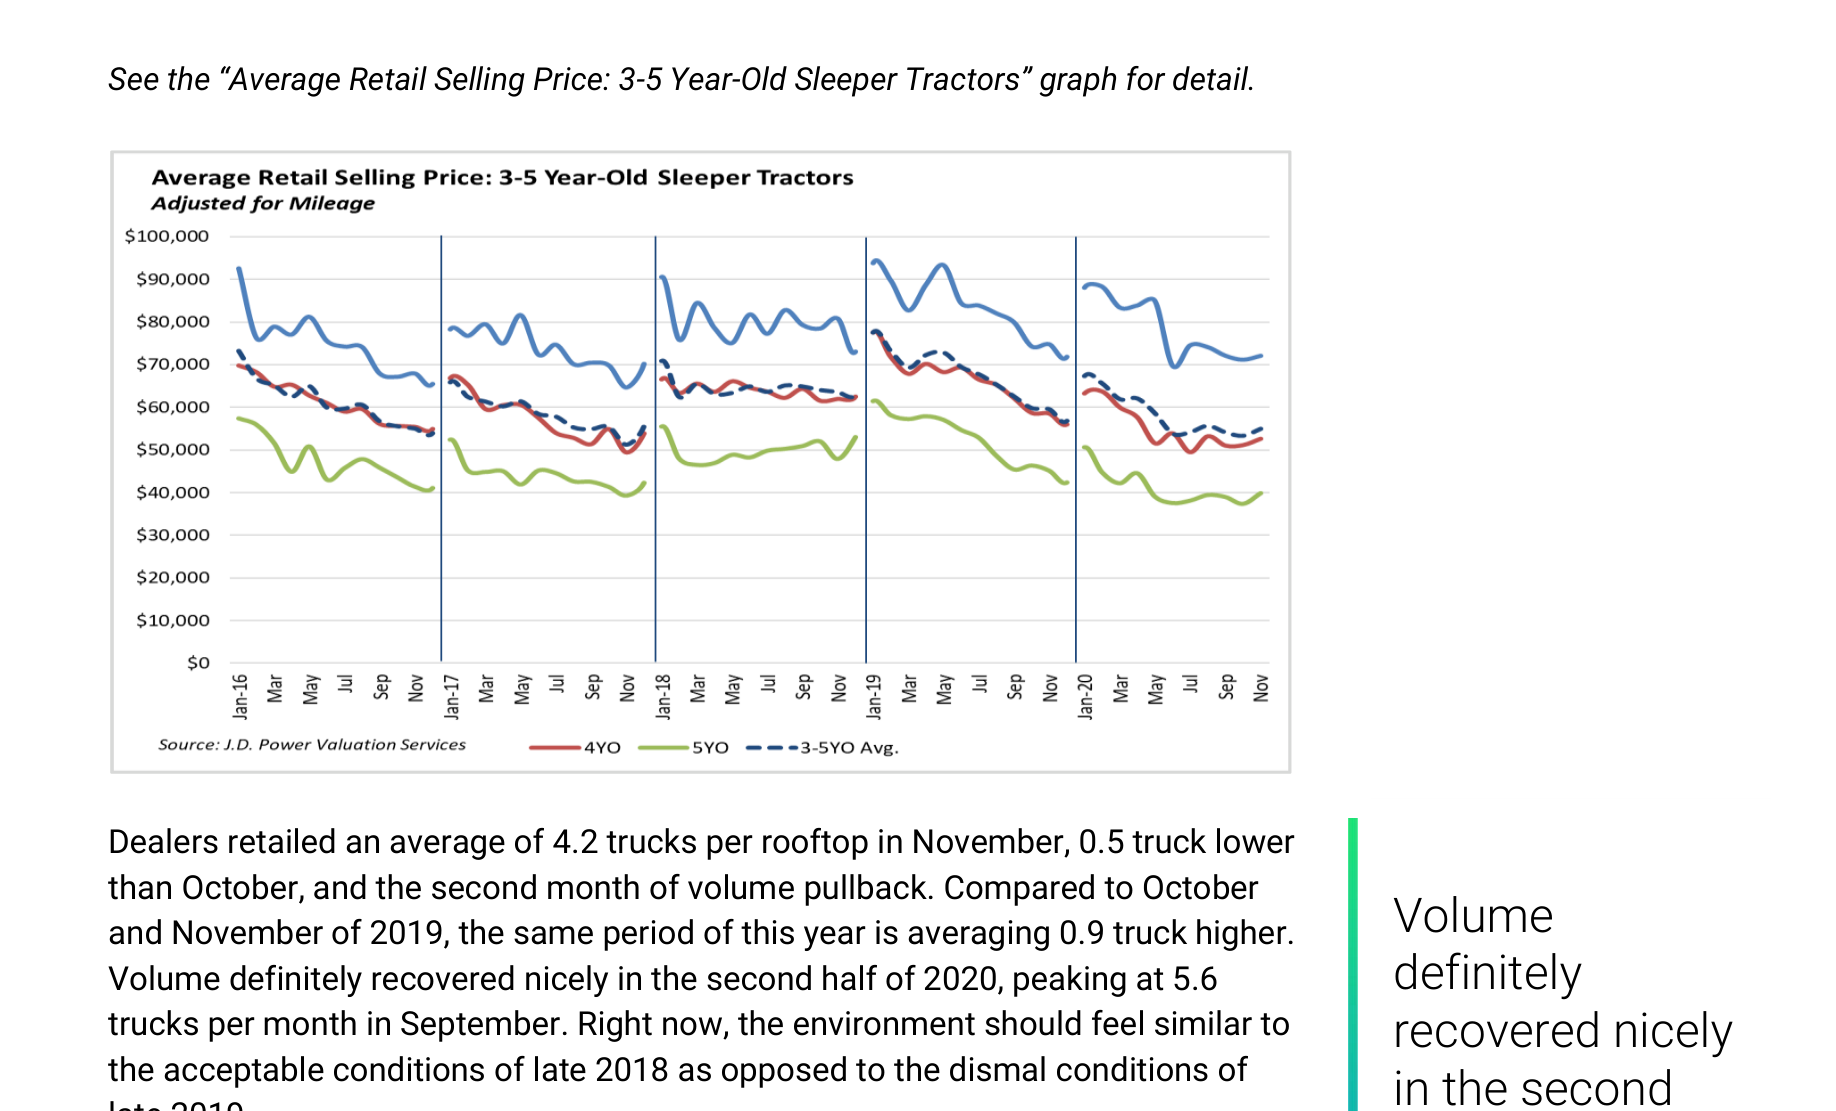 See the “Average Retail Selling Price: 3-5 Year-Old Sleeper Tractors” graph for detail.
Average Retail Selling Price: 3-5 Year-Old Sleeper Tractors
Adjusted for Mileage
$100,000
$90,000
$80,000
$70,000
$60,000
$50,000
$40,000
$30,000
$20,000
$10,000
$0
Jan-16 Mar May Jul Sep Nov Jan-17 Mar May Jul Sep Nov Jan-18 Mar May Jul Sep Nov Jan-19 Mar May Jul Sep Nov Jan-20 Mar May Jul Sep Nov
Source: J.D. Power Valuation Services 4YO 5YO 3-5YO Avg.
Dealers retailed an average of 4.2 trucks per rooftop in November, 0.5 truck lower
than October, and the second month of volume pullback. Compared to October
and November of 2019, the same period of this year is averaging 0.9 truck higher.
Volume definitely recovered nicely in the second half of 2020, peaking at 5.6
trucks per month in September. Right now, the environment should feel similar to
the acceptable conditions of late 2018 as opposed to the dismal conditions of
late 2019.
Volume
definitely
recovered nicely
in the second